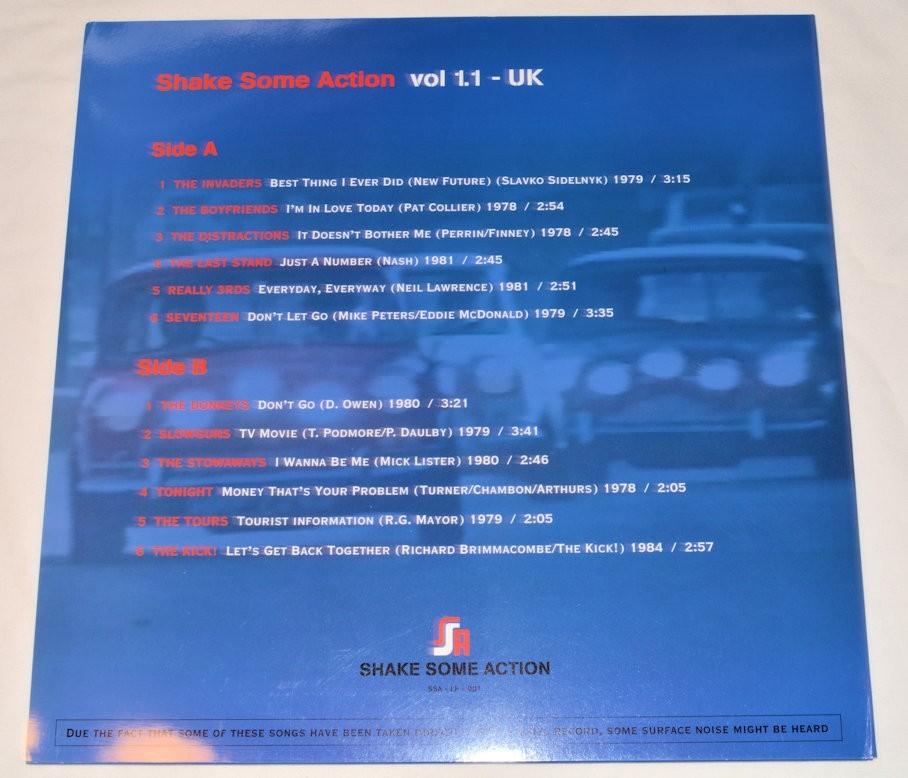 Shake Some Action vol 1.1 - UK
Side A
1 THE INVADERS BEST THING I EVER DID (NEW FUTURE) (SLAVKO SIDELNYK) 1979 / 3:15
2 THE BOYFRIENDS I'M IN LOVE TODAY (PAT COLLIER) 1978 / 2:54
3 THE DISTRACTIONS IT DOESN'T BOTHER ME (PERRIN/FINNEY) 1978 / 2:45
4 THE LAST STAND JUST A NUMBER (NASH) 1981 / 2:45
5 REALLY 3RDS EVERYDAY, EVERYWAY (NEIL LAWRENCE) 1981 / 2:51
6 SEVENTEEN DON'T LET GO (MIKE PETERS/EDDIE MCDONALD) 1979 / 3:35
Side B
1 THE DONKEYS DON'T GO (D. OWEN) 1980 / 3:21
2 SLOWGUNS TV MOVIE (T. PODMORE/P. DAULBY) 1979 / 3:41
3 THE STOWAWAYS I WANNA BE ME (MICK LISTER) 1980 / 2:46
4 TONIGHT MONEY THAT'S YOUR PROBLEM (TURNER/CHAMBON/ARTHURS) 1978 / 2:05
5 THE TOURS TOURIST INFORMATION (R.G. MAYOR) 1979 / 2:05
6 THE KICK! LET'S GET BACK TOGETHER (RICHARD BRIMMACOMBE/THE KICK!) 1984 / 2:57
SA
SHAKE SOME ACTION
SSA - LP - 001
DUE THE FACT THAT SOME OF THESE SONGS HAVE BEEN TAKEN RECORD, SOME SURFACE NOISE MIGHT BE HEARD